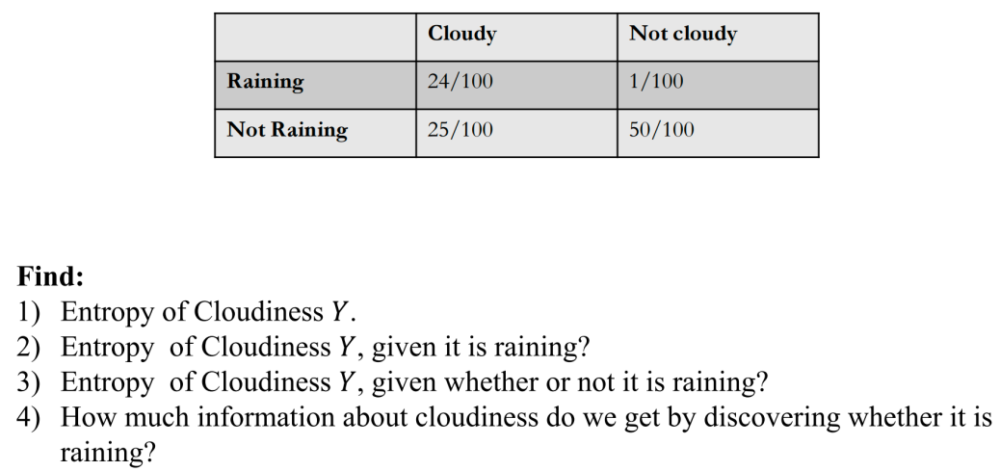 Cloudy Not cloudy
Raining 24/100 1/100
Not Raining 25/100 50/100
Find:
1) Entropy of Cloudiness Y.
2) Entropy of Cloudiness Y, given it is raining?
3) Entropy of Cloudiness Y, given whether or not it is raining?
4) How much information about cloudiness do we get by discovering whether it is
raining?